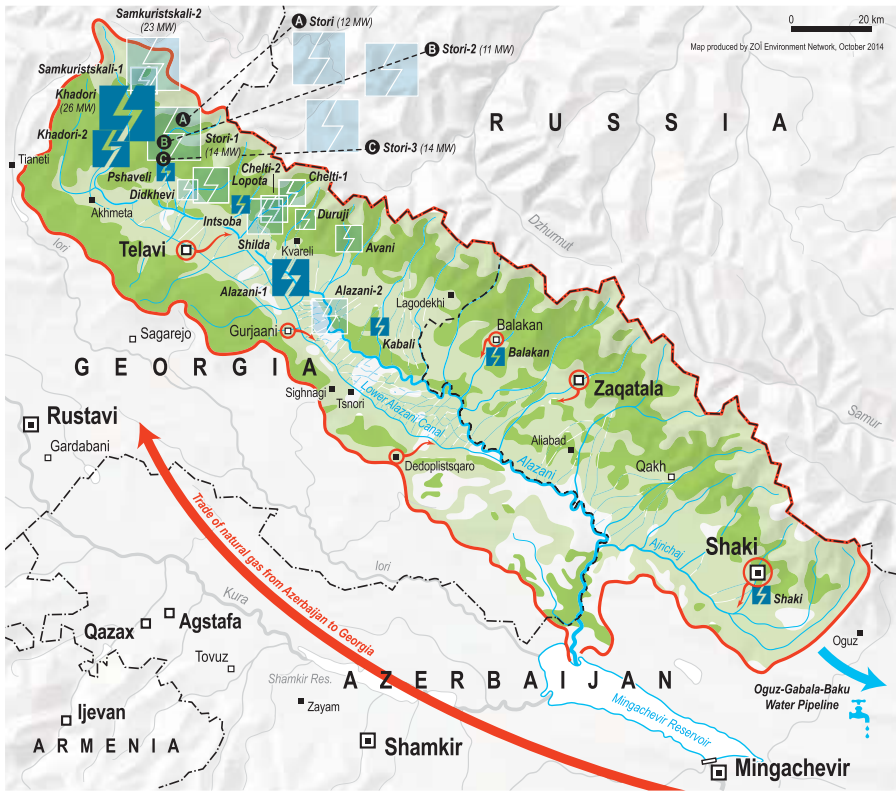 Samkuristskali-2
(23 MW)
A Stori (12 MW)
B Stori-2 (11 MW)
0 20 km
Map produced by ZOÏ Environment Network, October 2014
Samkuristskali-1
Khadori
(26 MW)
Khadori-2
A
B
C
Stori-1
(14 MW)
C Stori-3 (14 MW)
RUSSIA
Tianeti
Pshaveli
Didkhevi
Chelti-2
Lopota
Chelti-1
Akhmeta
Intsoba
Duruji
Iori
Telavi
Shilda
Kvareli
Avani
Dzhurmut
Alazani-1
Alazani-2
Lagodekhi
Sagarejo
Gurjaani
Kabali
Balakan
Balakan
GEORGIA
Sighnagi
Tsnori
Lower Alazani Canal
Zaqatala
Samur
Rustavi
Gardabani
Dedoplistsqaro
Alazani
Aliabad
Qakh
Trade of natural gas from Azerbaijan to Georgia
Iori
Ajrichaj
Shaki
Shaki
Kura
Qazax
Agstafa
Tovuz
Oguz
Shamkir Res.
AZERBAIJAN
Zayam
Mingachevir Reservoir
Oguz-Gabala-Baku
Water Pipeline
Ijevan
ARMENIA
Shamkir
Mingachevir